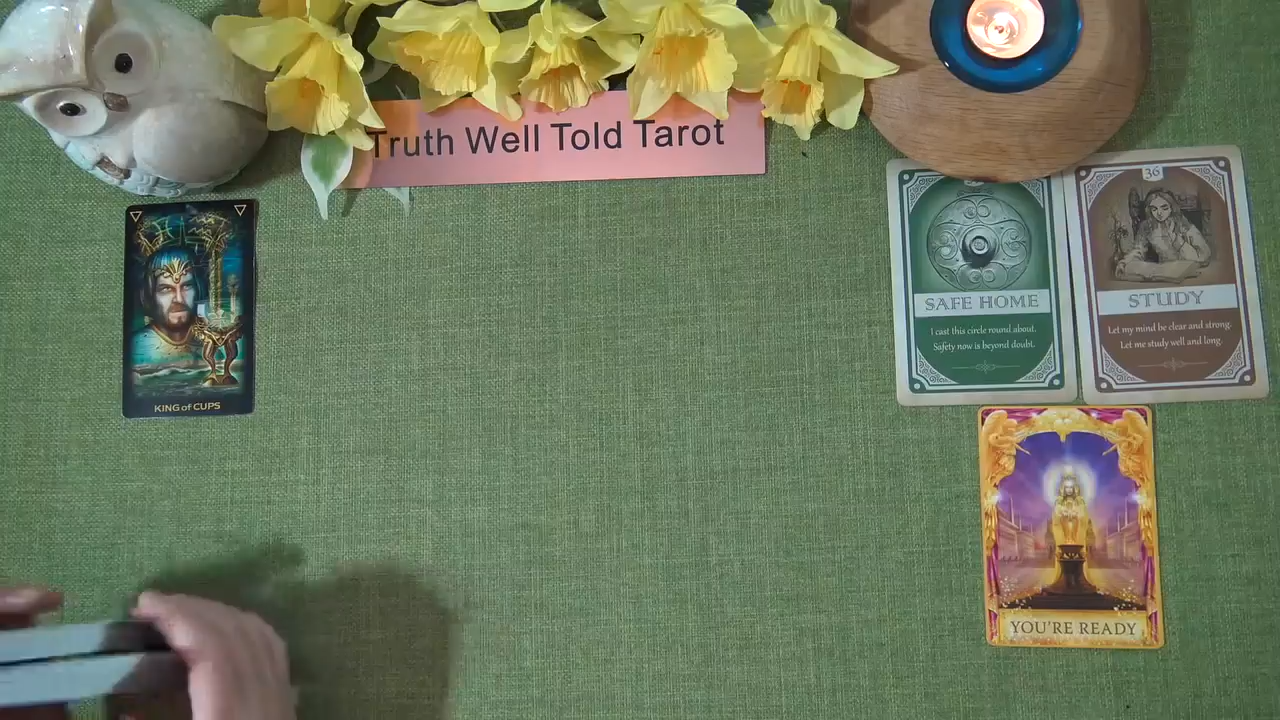 Truth Well Told Tarot
KING of CUPS
SAFE HOME
I cast this circle round about.
Safety now is beyond doubt.
36
STUDY
Let my mind be clear and strong.
Let me study well and long.
YOU'RE READY